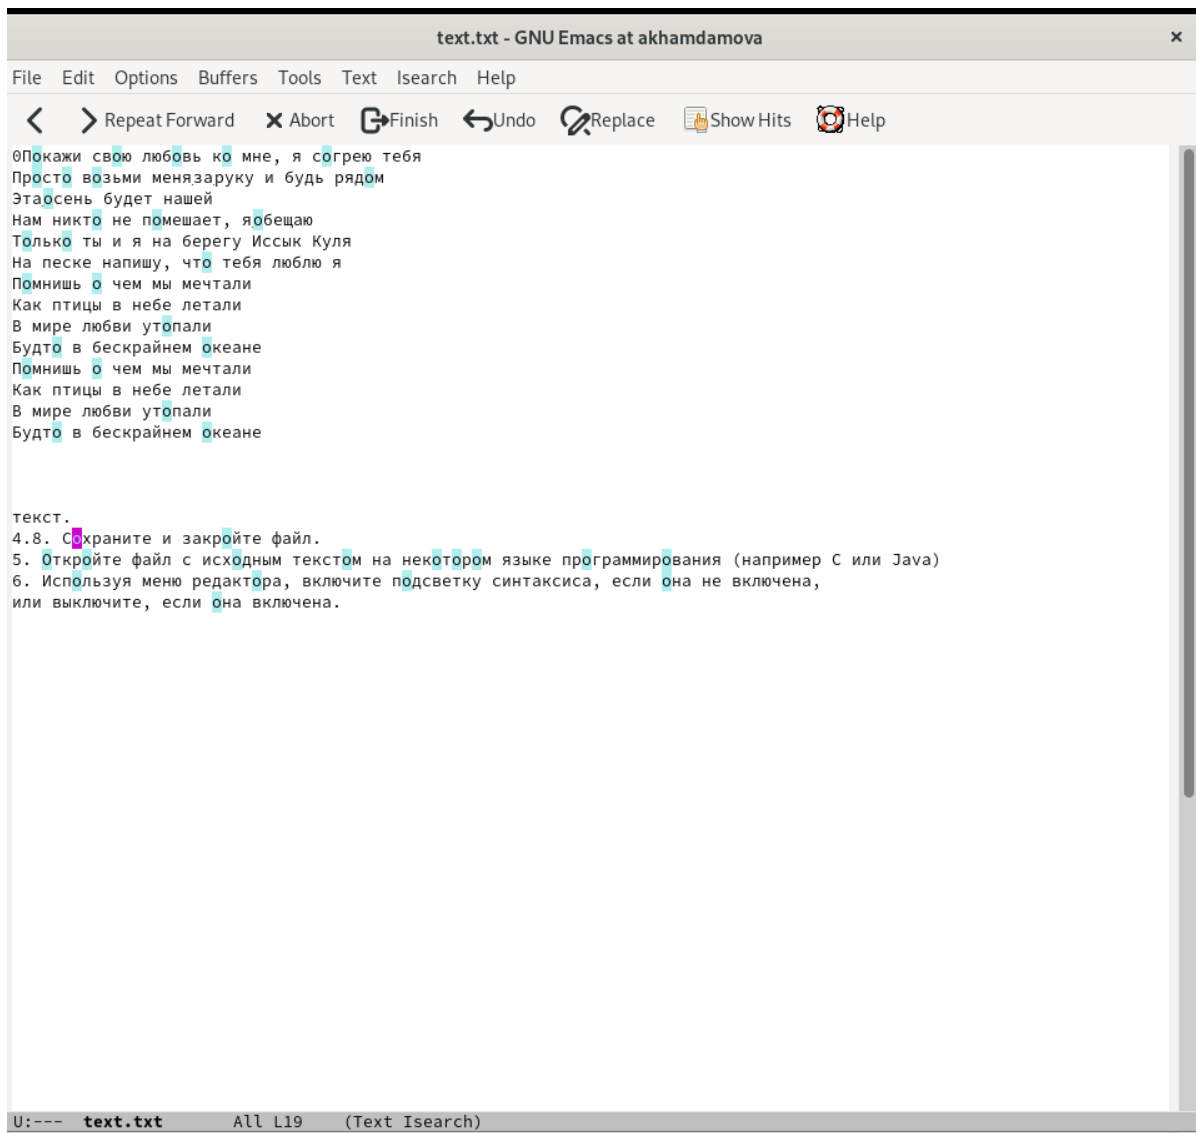 text.txt - GNU Emacs at akhamdamova
File Edit Options Buffers Tools Text Isearch Help
Repeat Forward Abort Finish Undo Replace Show Hits Help
0Покажи свою любовь ко мне, я согрею тебя
Просто возьми менязаруку и будь рядом
Этаосень будет нашей
Нам никто не помешает, яобещаю
Только ты и я на берегу Иссык Куля
На песке напишу, что тебя люблю я
Помнишь о чем мы мечтали
Как птицы в небе летали
В мире любви утопали
Будто в бескрайнем океане
Помнишь о чем мы мечтали
Как птицы в небе летали
В мире любви утопали
Будто в бескрайнем океане
текст.
4.8. Сохраните и закройте файл.
5. Откройте файл с исходным текстом на некотором языке программирования (например C или Java)
6. Используя меню редактора, включите подсветку синтаксиса, если она не включена,
или выключите, если она включена.
U:--- text.txt All L19 (Text Isearch)